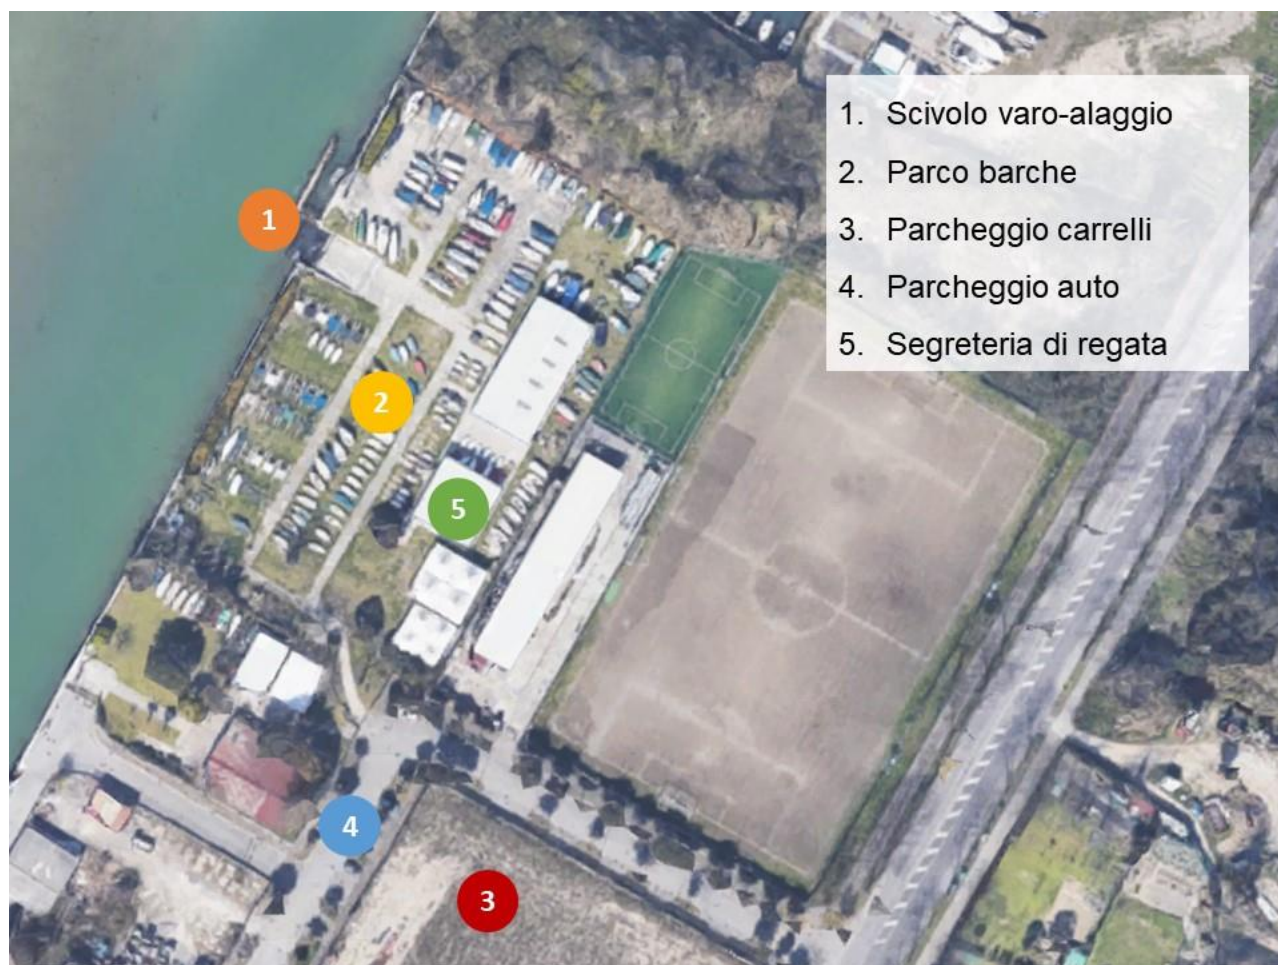 1. Scivolo varo-alaggio
2. Parco barche
3. Parcheggio carrelli
4. Parcheggio auto
5. Segreteria di regata
1
2
5
4
3